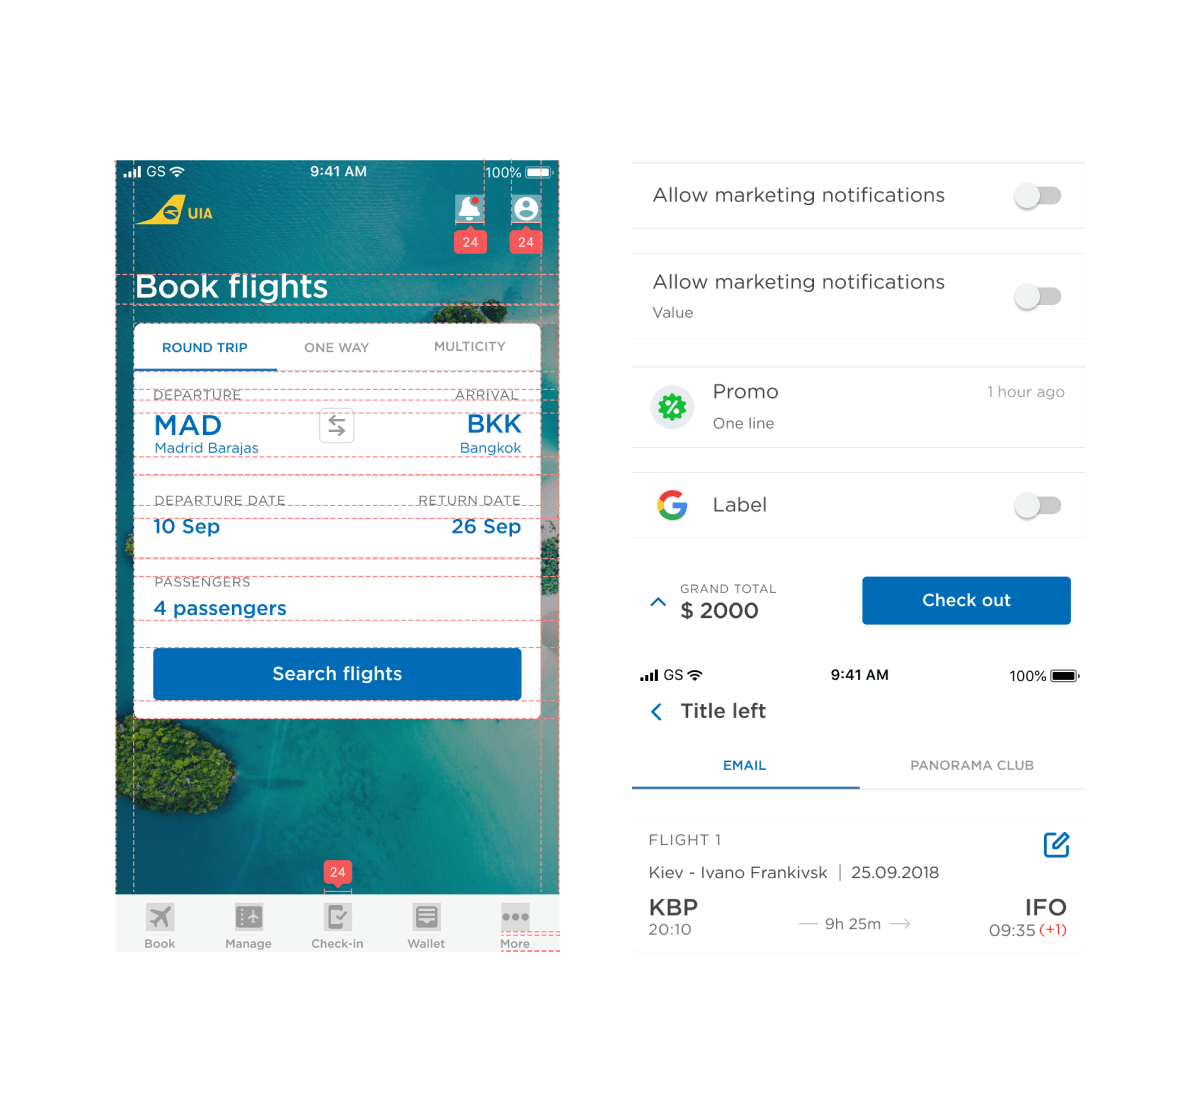 GS 9:41 AM 100%
UIA
24 24
Book flights
ROUND TRIP ONE WAY MULTICITY
DEPARTURE ARRIVAL
MAD BKK
Madrid Barajas Bangkok
DEPARTURE DATE RETURN DATE
10 Sep 26 Sep
PASSENGERS
4 passengers
Search flights
24
Book Manage Check-in Wallet More
Allow marketing notifications
Allow marketing notifications
Value
Promo 1 hour ago
One line
Label
GRAND TOTAL
$ 2000
Check out
GS 9:41 AM 100%
Title left
EMAIL PANORAMA CLUB
FLIGHT 1
Kiev - Ivano Frankivsk | 25.09.2018
KBP IFO
20:10 9h 25m 09:35 (+1)